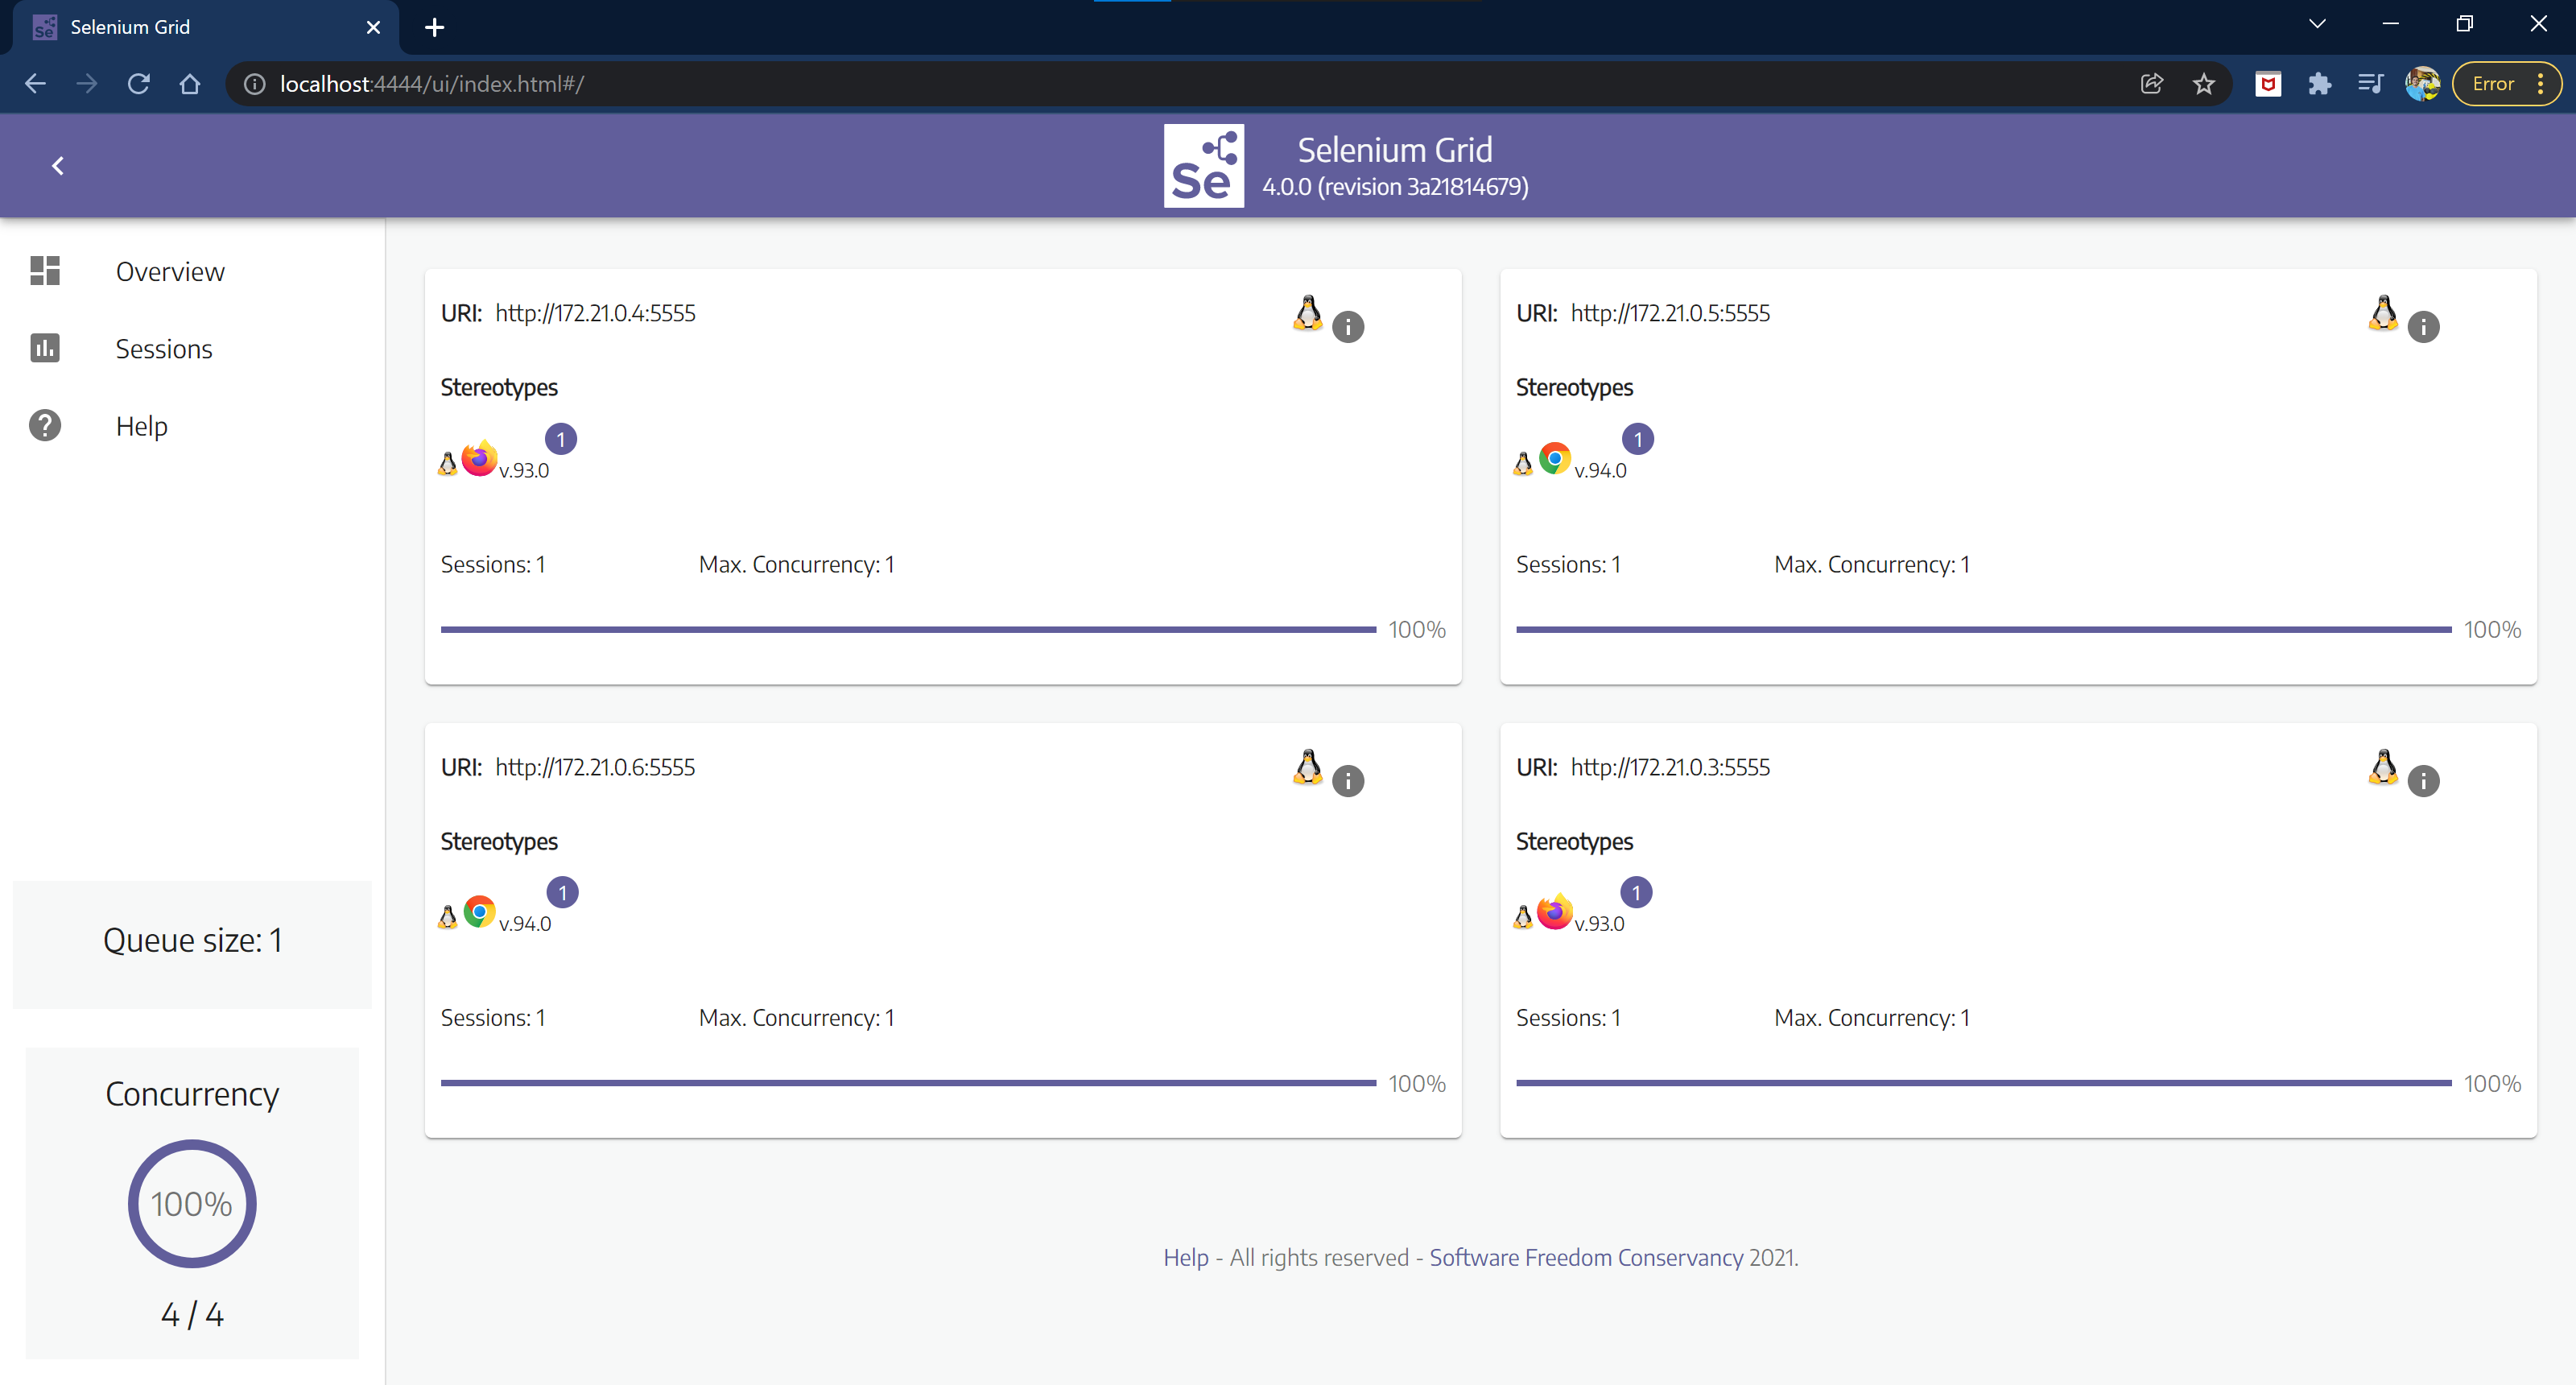 Selenium Grid
localhost:4444/ui/index.html#/
Error
Se
Selenium Grid
4.0.0 (revision 3a21814679)
Overview
Sessions
Help
Queue size: 1
Concurrency
100%
4 / 4
URI: http://172.21.0.4:5555
Stereotypes
v.93.0
1
Sessions: 1 Max. Concurrency: 1
100%
URI: http://172.21.0.5:5555
Stereotypes
v.94.0
1
Sessions: 1 Max. Concurrency: 1
100%
URI: http://172.21.0.6:5555
Stereotypes
v.94.0
1
Sessions: 1 Max. Concurrency: 1
100%
URI: http://172.21.0.3:5555
Stereotypes
v.93.0
1
Sessions: 1 Max. Concurrency: 1
100%
Help - All rights reserved - Software Freedom Conservancy 2021.